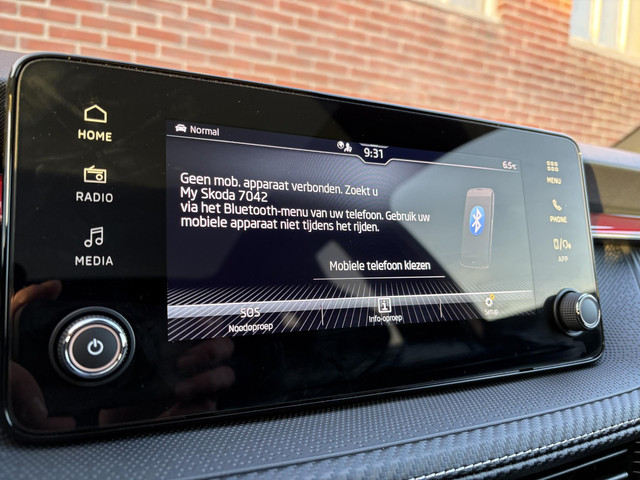 HOME
RADIO
MEDIA
Normal
9:31
6.5°C
Geen mob. apparaat verbonden. Zoekt u
My Skoda 7042
via het Bluetooth-menu van uw telefoon. Gebruik uw
mobiele apparaat niet tijdens het rijden.
Mobiele telefoon kiezen
SOS
Noodoproep
Info-oproep
Setup
MENU
PHONE
APP